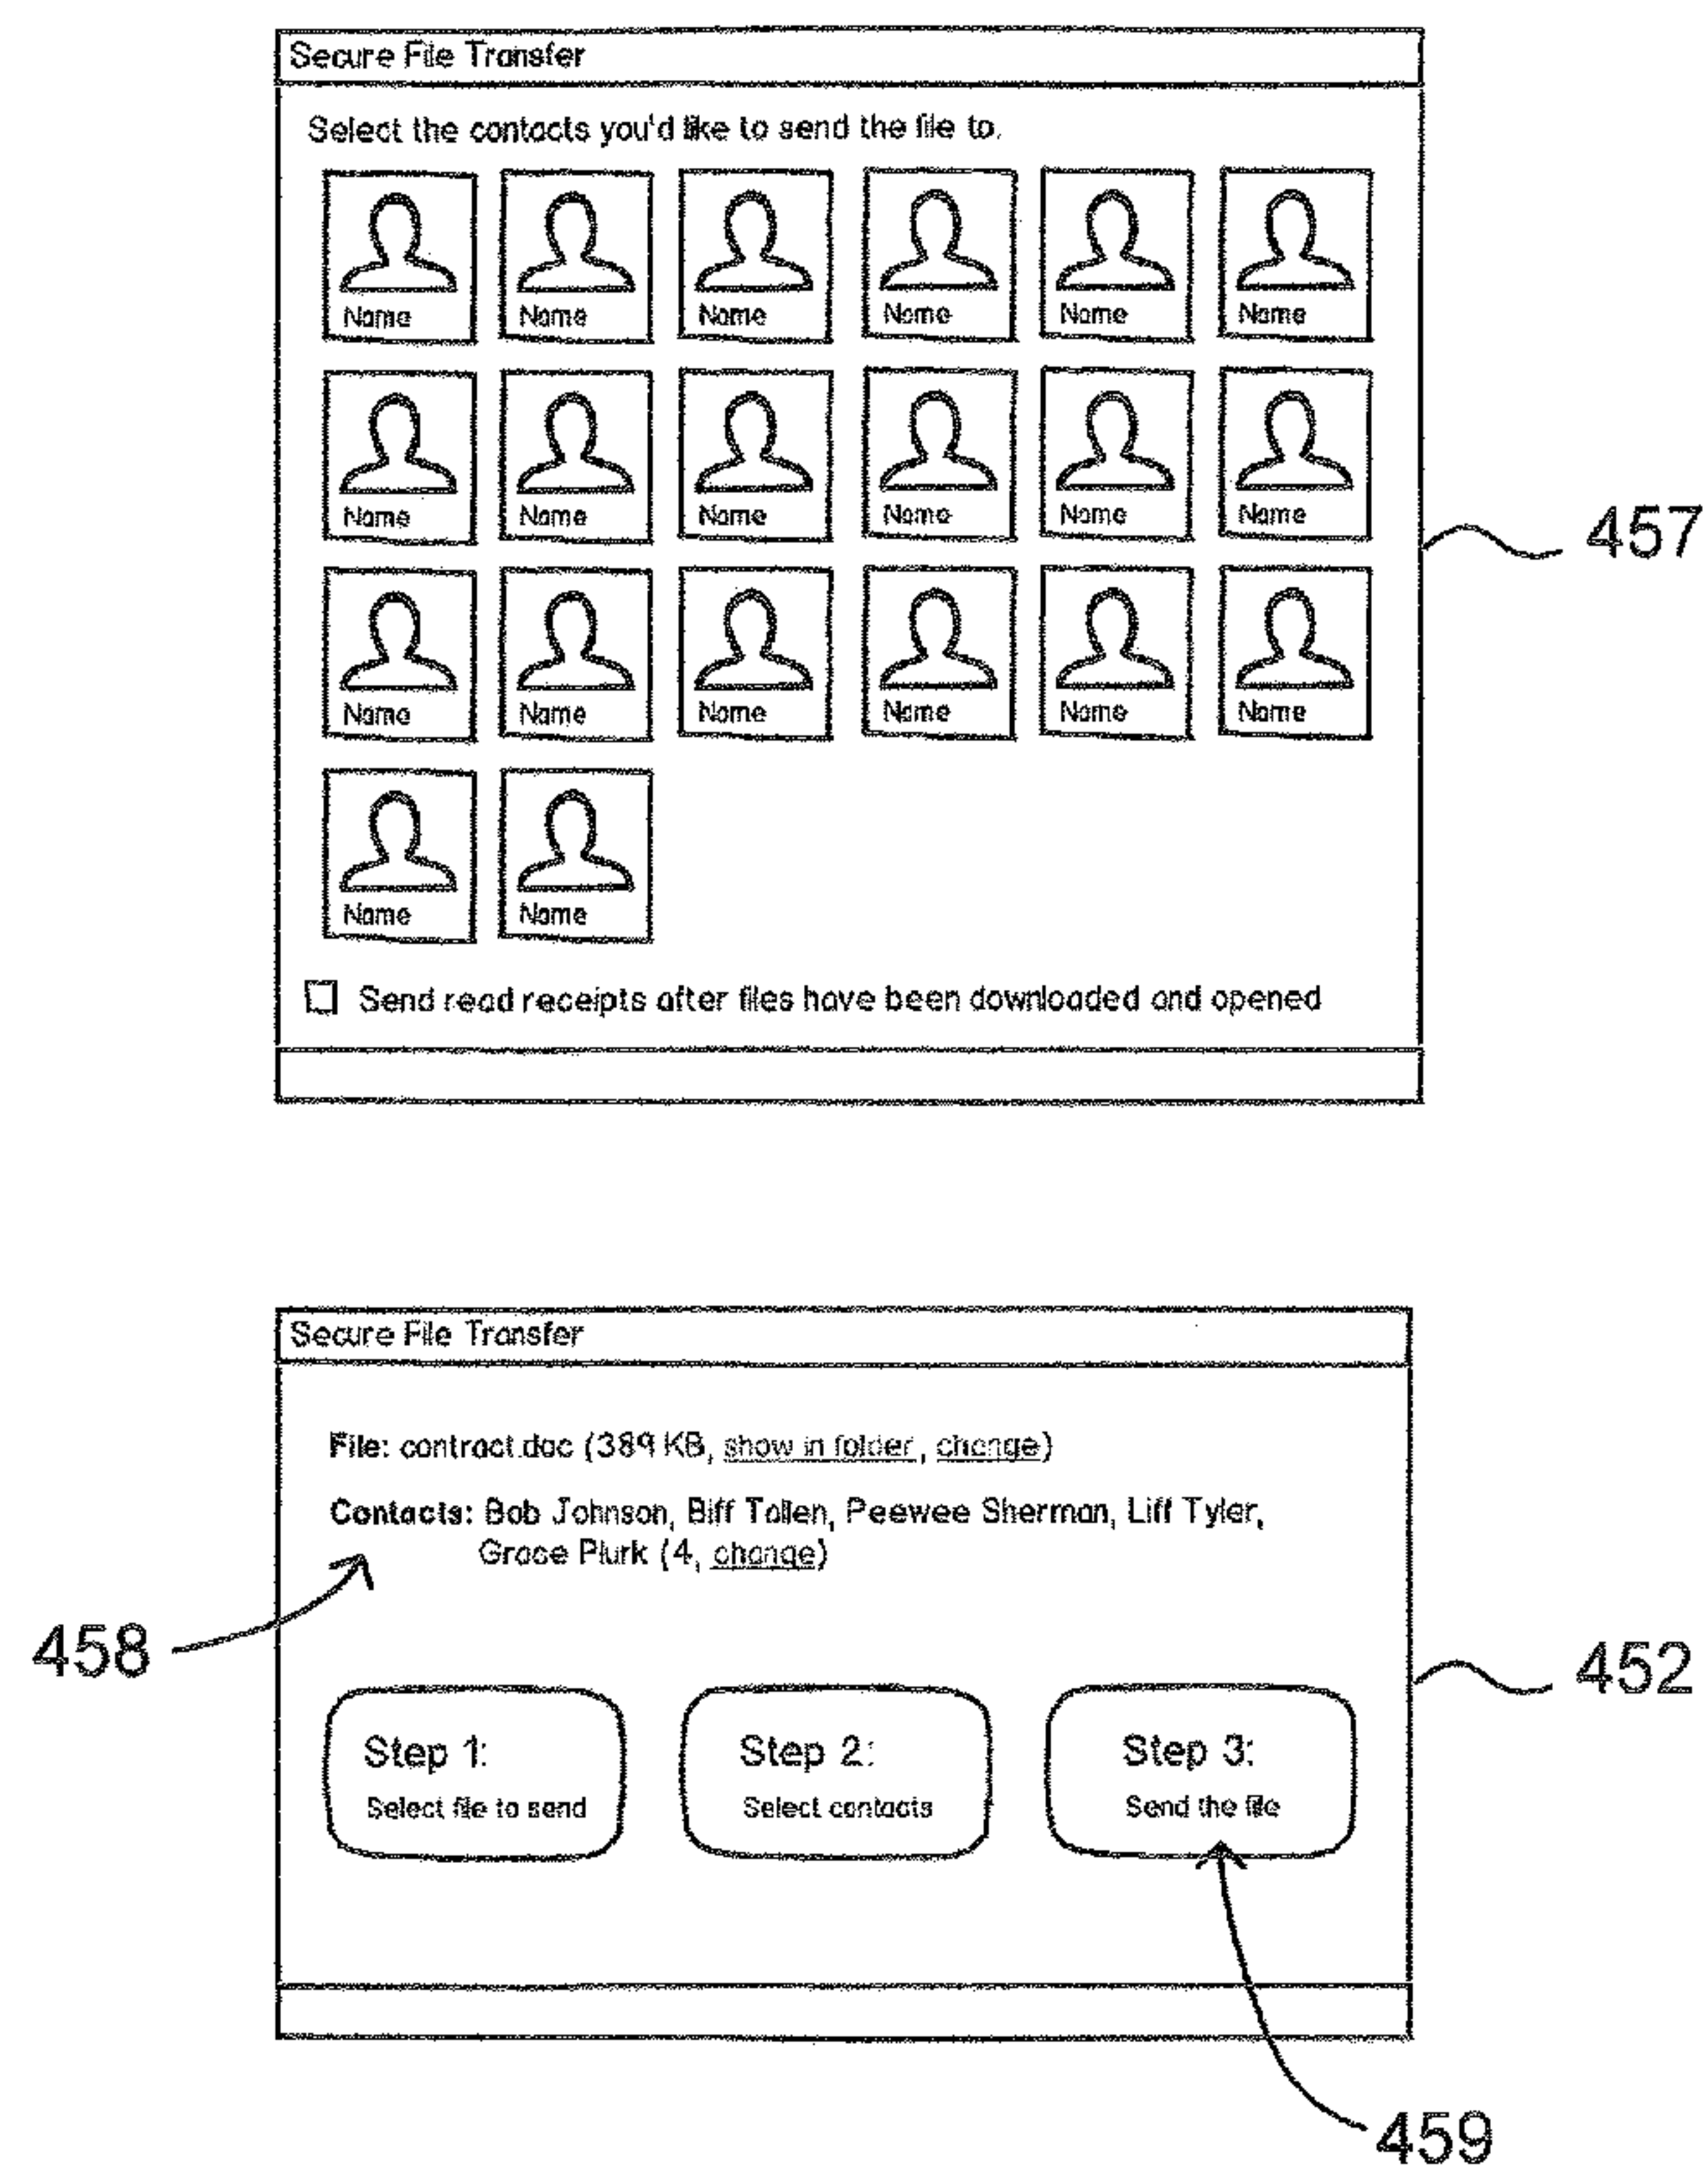 Secure File Transfer
Select the contacts you'd like to send the file to.
Name Name Name Name Name Name
Name Name Name Name Name Name
457
Name Name Name Name Name Name
Name Name
Send read receipts after files have been downloaded and opened
Secure File Transfer
File: contract.doc (389 KB, show in folder, change)
Contacts: Bob Johnson, Biff Tollen, Peewee Sherman, Liff Tyler,
Grace Plurk (4, change)
458
452
Step 1: Step 2: Step 3:
Select file to send Select contacts Send the file
459